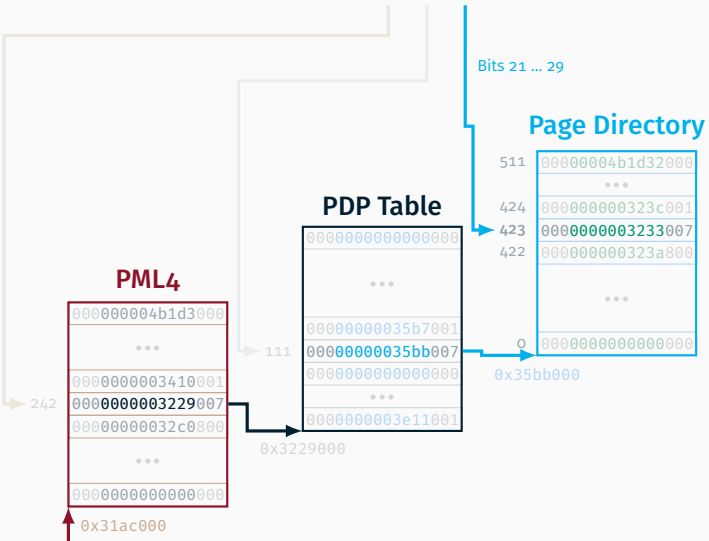 Bits 21 … 29
Page Directory
511 00000004b1d32000
•••
424 000000000323c001
423 0000000003233007
422 000000000323a800
•••
0 0000000000000000
0x35bb000
PDP Table
0000000000000000
•••
00000000035b7001
111 00000000035bb007
0000000000000000
•••
0000000003e11001
0x3229000
PML4
000000004b1d3000
•••
0000000003410001
242 0000000003229007
00000000032c0800
•••
0000000000000000
0x31ac000